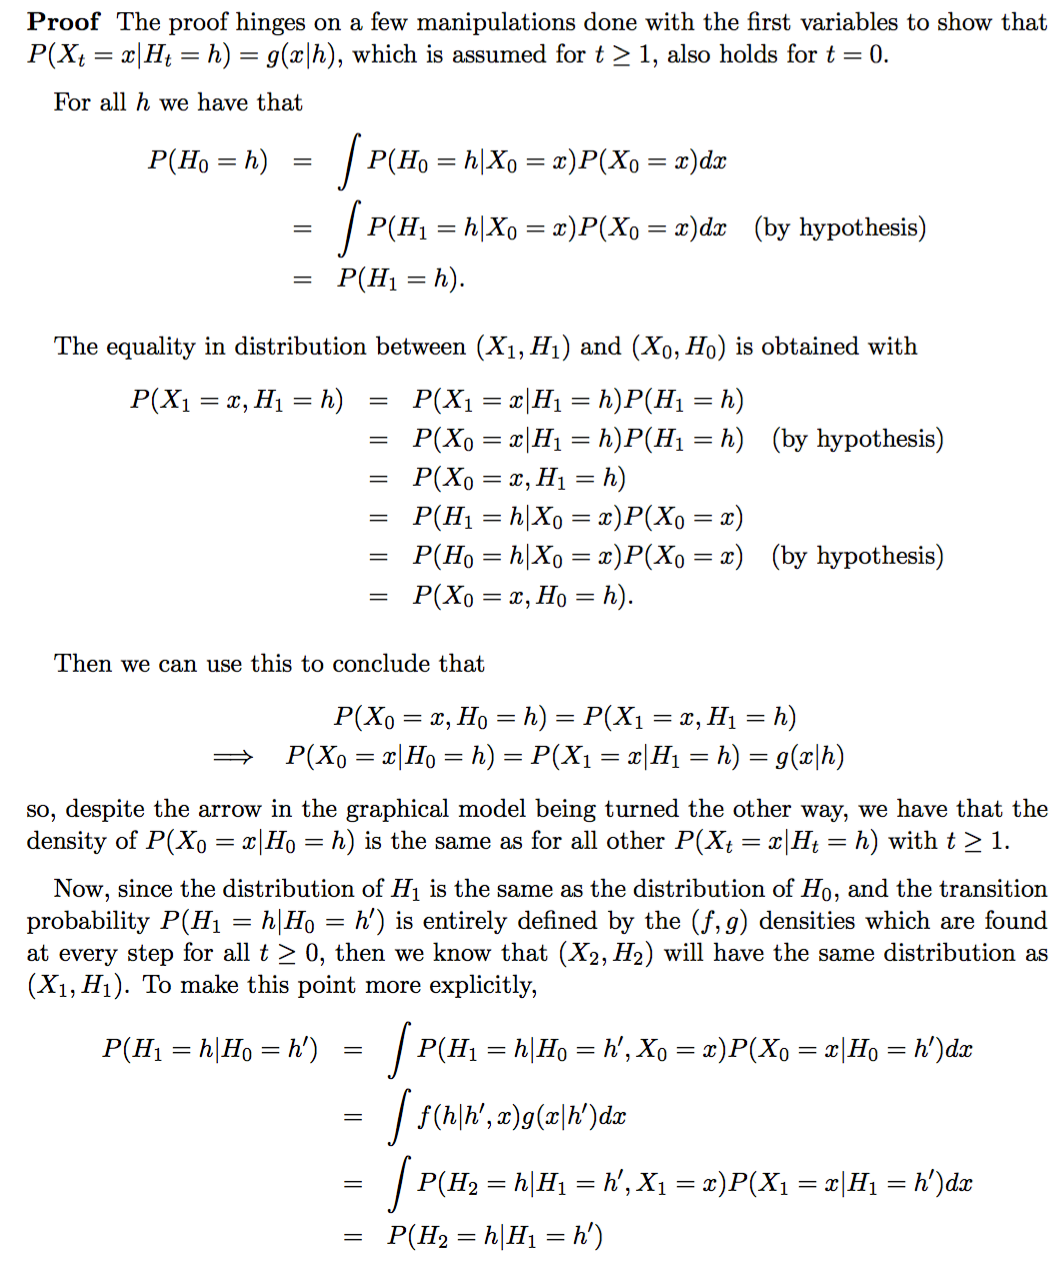 Proof The proof hinges on a few manipulations done with the first variables to show that
P(X_t = x|H_t = h) = g(x|h), which is assumed for t ≥ 1, also holds for t = 0.
For all h we have that
P(H_0 = h) = ∫ P(H_0 = h|X_0 = x)P(X_0 = x)dx
= ∫ P(H_1 = h|X_0 = x)P(X_0 = x)dx (by hypothesis)
= P(H_1 = h).
The equality in distribution between (X_1, H_1) and (X_0, H_0) is obtained with
P(X_1 = x, H_1 = h) = P(X_1 = x|H_1 = h)P(H_1 = h)
= P(X_0 = x|H_1 = h)P(H_1 = h) (by hypothesis)
= P(X_0 = x, H_1 = h)
= P(H_1 = h|X_0 = x)P(X_0 = x)
= P(H_0 = h|X_0 = x)P(X_0 = x) (by hypothesis)
= P(X_0 = x, H_0 = h).
Then we can use this to conclude that
P(X_0 = x, H_0 = h) = P(X_1 = x, H_1 = h)
⟹ P(X_0 = x|H_0 = h) = P(X_1 = x|H_1 = h) = g(x|h)
so, despite the arrow in the graphical model being turned the other way, we have that the
density of P(X_0 = x|H_0 = h) is the same as for all other P(X_t = x|H_t = h) with t ≥ 1.
Now, since the distribution of H_1 is the same as the distribution of H_0, and the transition
probability P(H_1 = h|H_0 = h′) is entirely defined by the (f, g) densities which are found
at every step for all t ≥ 0, then we know that (X_2, H_2) will have the same distribution as
(X_1, H_1). To make this point more explicitly,
P(H_1 = h|H_0 = h′) = ∫ P(H_1 = h|H_0 = h′, X_0 = x)P(X_0 = x|H_0 = h′)dx
= ∫ f(h|h′, x)g(x|h′)dx
= ∫ P(H_2 = h|H_1 = h′, X_1 = x)P(X_1 = x|H_1 = h′)dx
= P(H_2 = h|H_1 = h′)